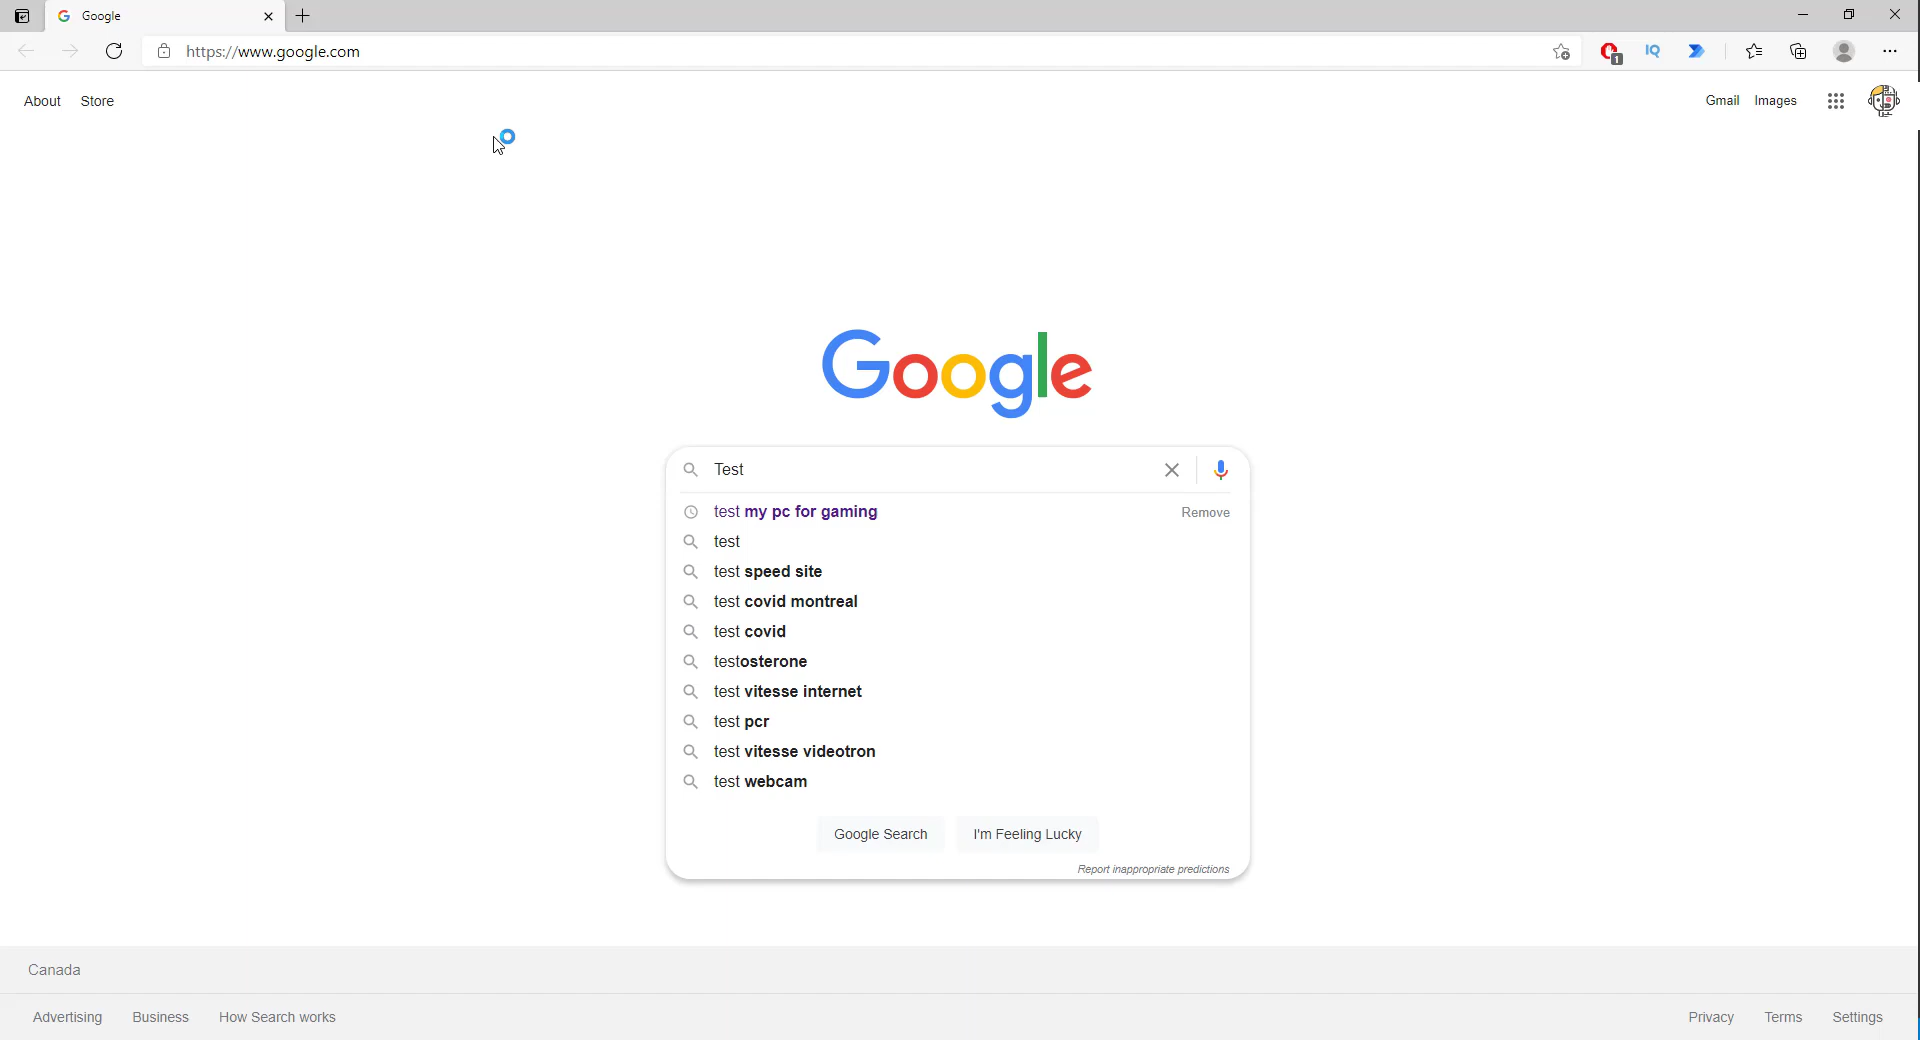 Google
https://www.google.com
1
IQ
About Store
Gmail Images
Google
Test
test my pc for gaming Remove
test
test speed site
test covid montreal
test covid
testosterone
test vitesse internet
test pcr
test vitesse videotron
test webcam
Google Search I'm Feeling Lucky
Report inappropriate predictions
Canada
Advertising Business How Search works
Privacy Terms Settings